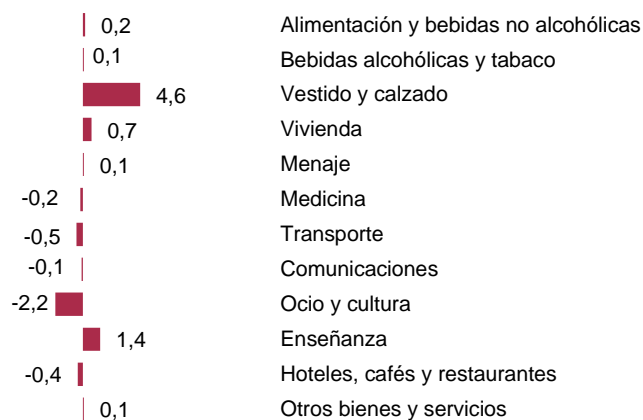 0,2 Alimentación y bebidas no alcohólicas
0,1 Bebidas alcohólicas y tabaco
4,6 Vestido y calzado
0,7 Vivienda
0,1 Menaje
-0,2 Medicina
-0,5 Transporte
-0,1 Comunicaciones
-2,2 Ocio y cultura
1,4 Enseñanza
-0,4 Hoteles, cafés y restaurantes
0,1 Otros bienes y servicios